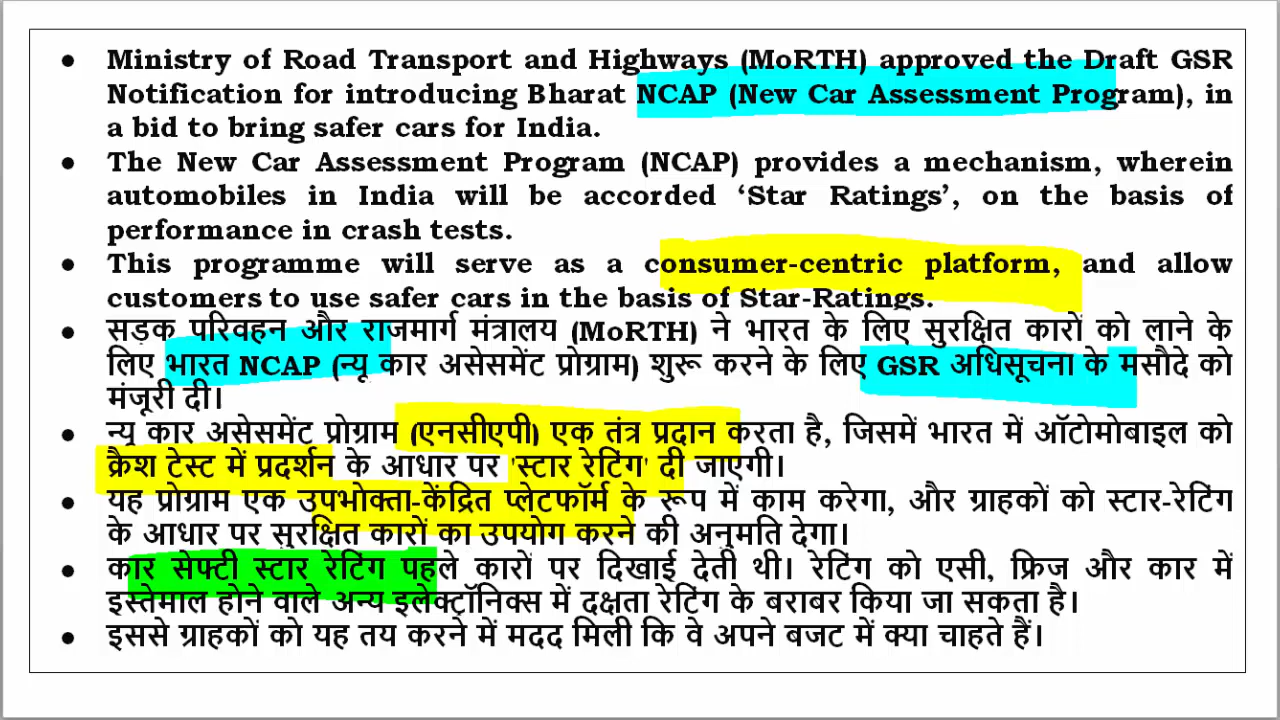 ● Ministry of Road Transport and Highways (MoRTH) approved the Draft GSR
Notification for introducing Bharat NCAP (New Car Assessment Program), in
a bid to bring safer cars for India.
● The New Car Assessment Program (NCAP) provides a mechanism, wherein
automobiles in India will be accorded ‘Star Ratings’, on the basis of
performance in crash tests.
● This programme will serve as a consumer-centric platform, and allow
customers to use safer cars in the basis of Star-Ratings.
● सड़क परिवहन और राजमार्ग मंत्रालय (MoRTH) ने भारत के लिए सुरक्षित कारों को लाने के
लिए भारत NCAP (न्यू कार असेसमेंट प्रोग्राम) शुरू करने के लिए GSR अधिसूचना के मसौदे को
मंजूरी दी।
● न्यू कार असेसमेंट प्रोग्राम (एनसीएपी) एक तंत्र प्रदान करता है, जिसमें भारत में ऑटोमोबाइल को
क्रैश टेस्ट में प्रदर्शन के आधार पर 'स्टार रेटिंग' दी जाएगी।
● यह प्रोग्राम एक उपभोक्ता-केंद्रित प्लेटफॉर्म के रूप में काम करेगा, और ग्राहकों को स्टार-रेटिंग
के आधार पर सुरक्षित कारों का उपयोग करने की अनुमति देगा।
● कार सेफ्टी स्टार रेटिंग पहले कारों पर दिखाई देती थी। रेटिंग को एसी, फ्रिज और कार में
इस्तेमाल होने वाले अन्य इलेक्ट्रॉनिक्स में दक्षता रेटिंग के बराबर किया जा सकता है।
● इससे ग्राहकों को यह तय करने में मदद मिली कि वे अपने बजट में क्या चाहते हैं।